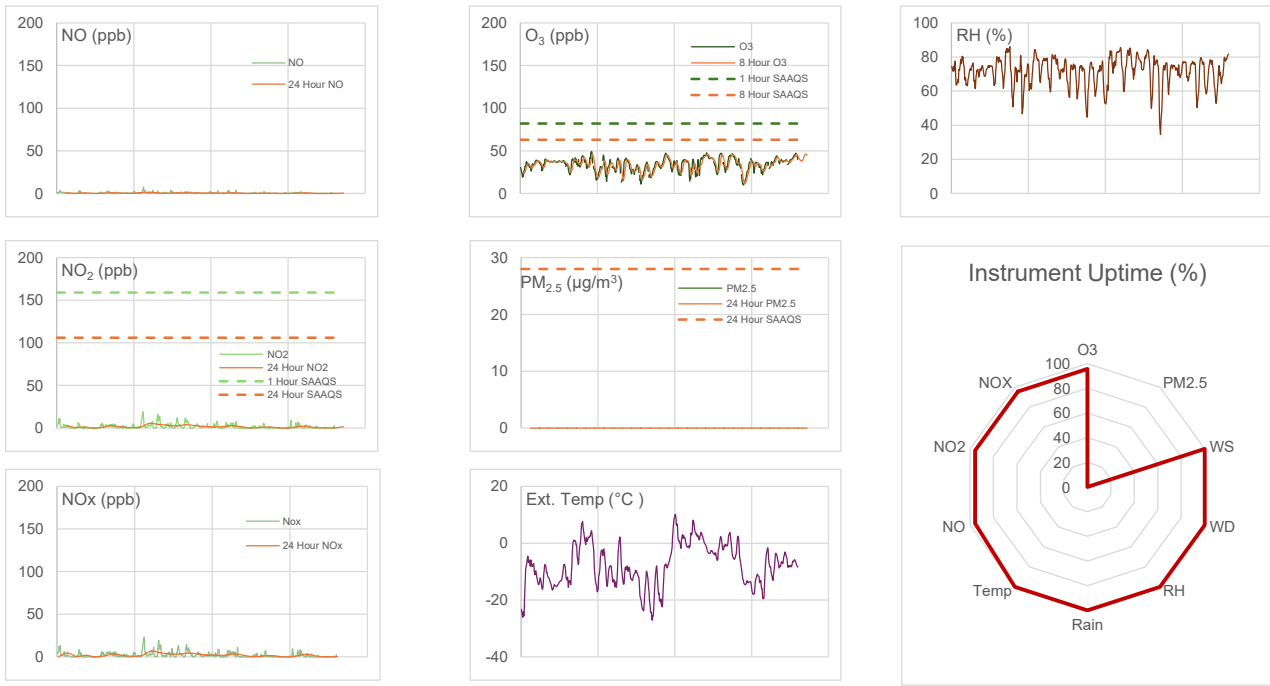 NO (ppb)
200
150
100
50
0
NO
24 Hour NO
O₃ (ppb)
200
150
100
50
0
O3
8 Hour O3
1 Hour SAAQS
8 Hour SAAQS
RH (%)
100
80
60
40
20
0
NO₂ (ppb)
200
150
100
50
0
NO2
24 Hour NO2
1 Hour SAAQS
24 Hour SAAQS
PM₂.₅ (µg/m³)
30
20
10
0
PM2.5
24 Hour PM2.5
24 Hour SAAQS
Instrument Uptime (%)
O3
PM2.5
WS
WD
RH
Rain
Temp
NO
NO2
NOX
100
80
60
40
20
0
NOx (ppb)
200
150
100
50
0
Nox
24 Hour NOx
Ext. Temp (°C )
20
0
-20
-40